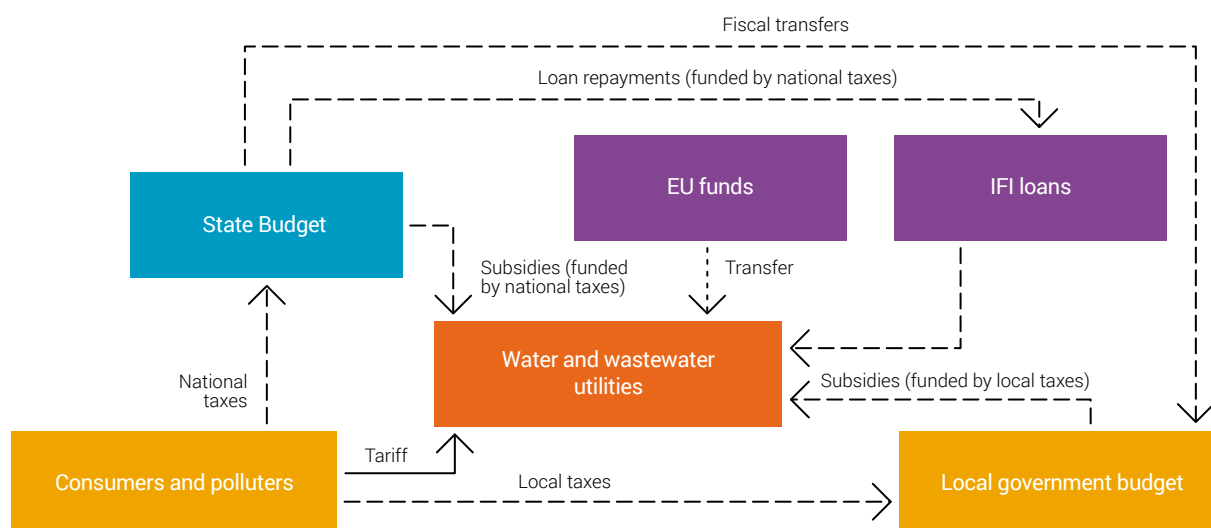 Fiscal transfers
Loan repayments (funded by national taxes)
EU funds
IFI loans
State Budget
Subsidies (funded
by national taxes)
Transfer
Water and wastewater
utilities
National
taxes
Subsidies (funded by local taxes)
Tariff
Consumers and polluters
Local taxes
Local government budget